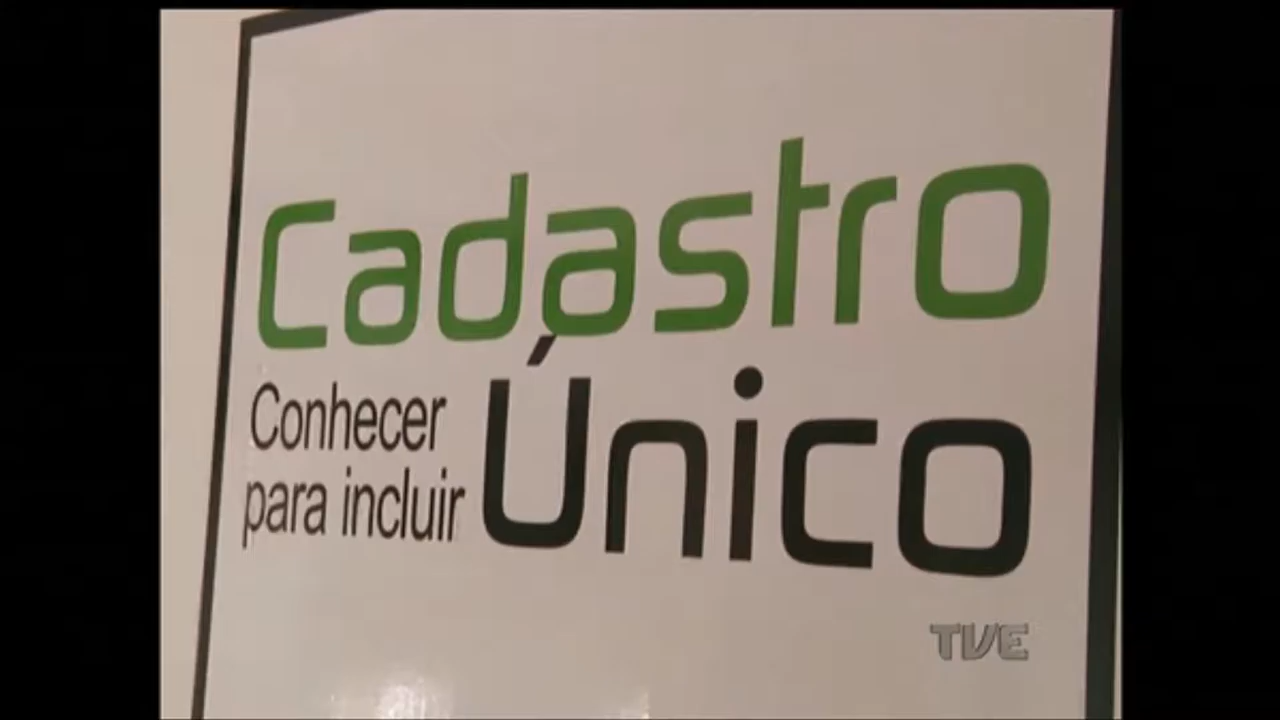 Cadastro
Conhecer
para incluir
Único
TVE